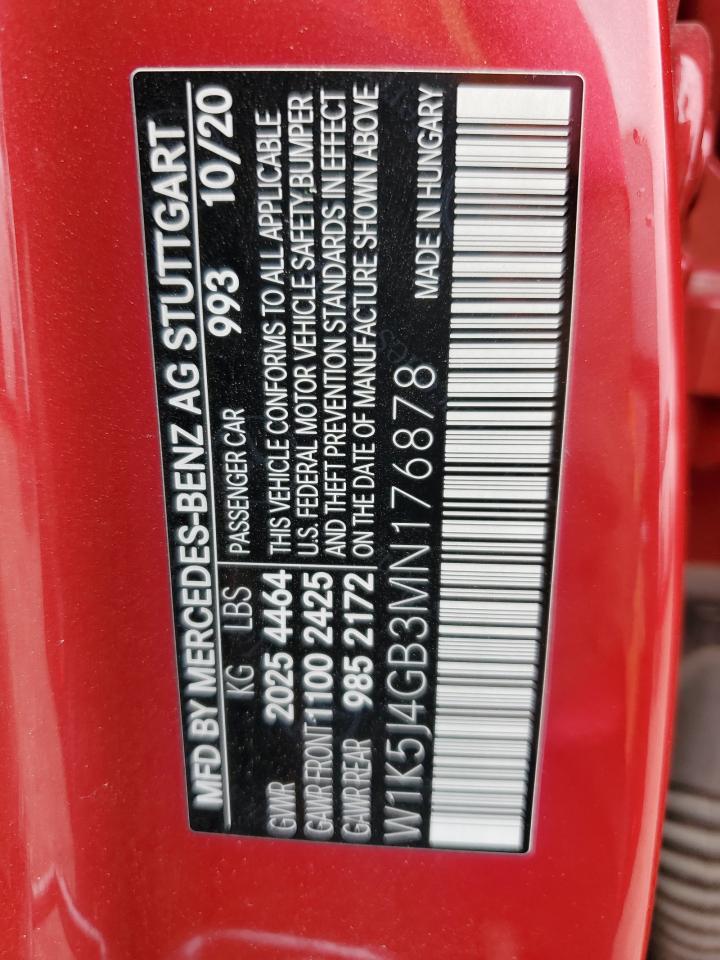 MFD BY MERCEDES-BENZ AG STUTTGART
993 10/20
KG LBS PASSENGER CAR
GVWR 2025 4464 THIS VEHICLE CONFORMS TO ALL APPLICABLE
GAWR FRONT 1100 2425 U.S. FEDERAL MOTOR VEHICLE SAFETY,BUMPER
GAWR REAR 985 2172 AND THEFT PREVENTION STANDARDS IN EFFECT
ON THE DATE OF MANUFACTURE SHOWN ABOVE
W1K5J4GB3MN176878 MADE IN HUNGARY